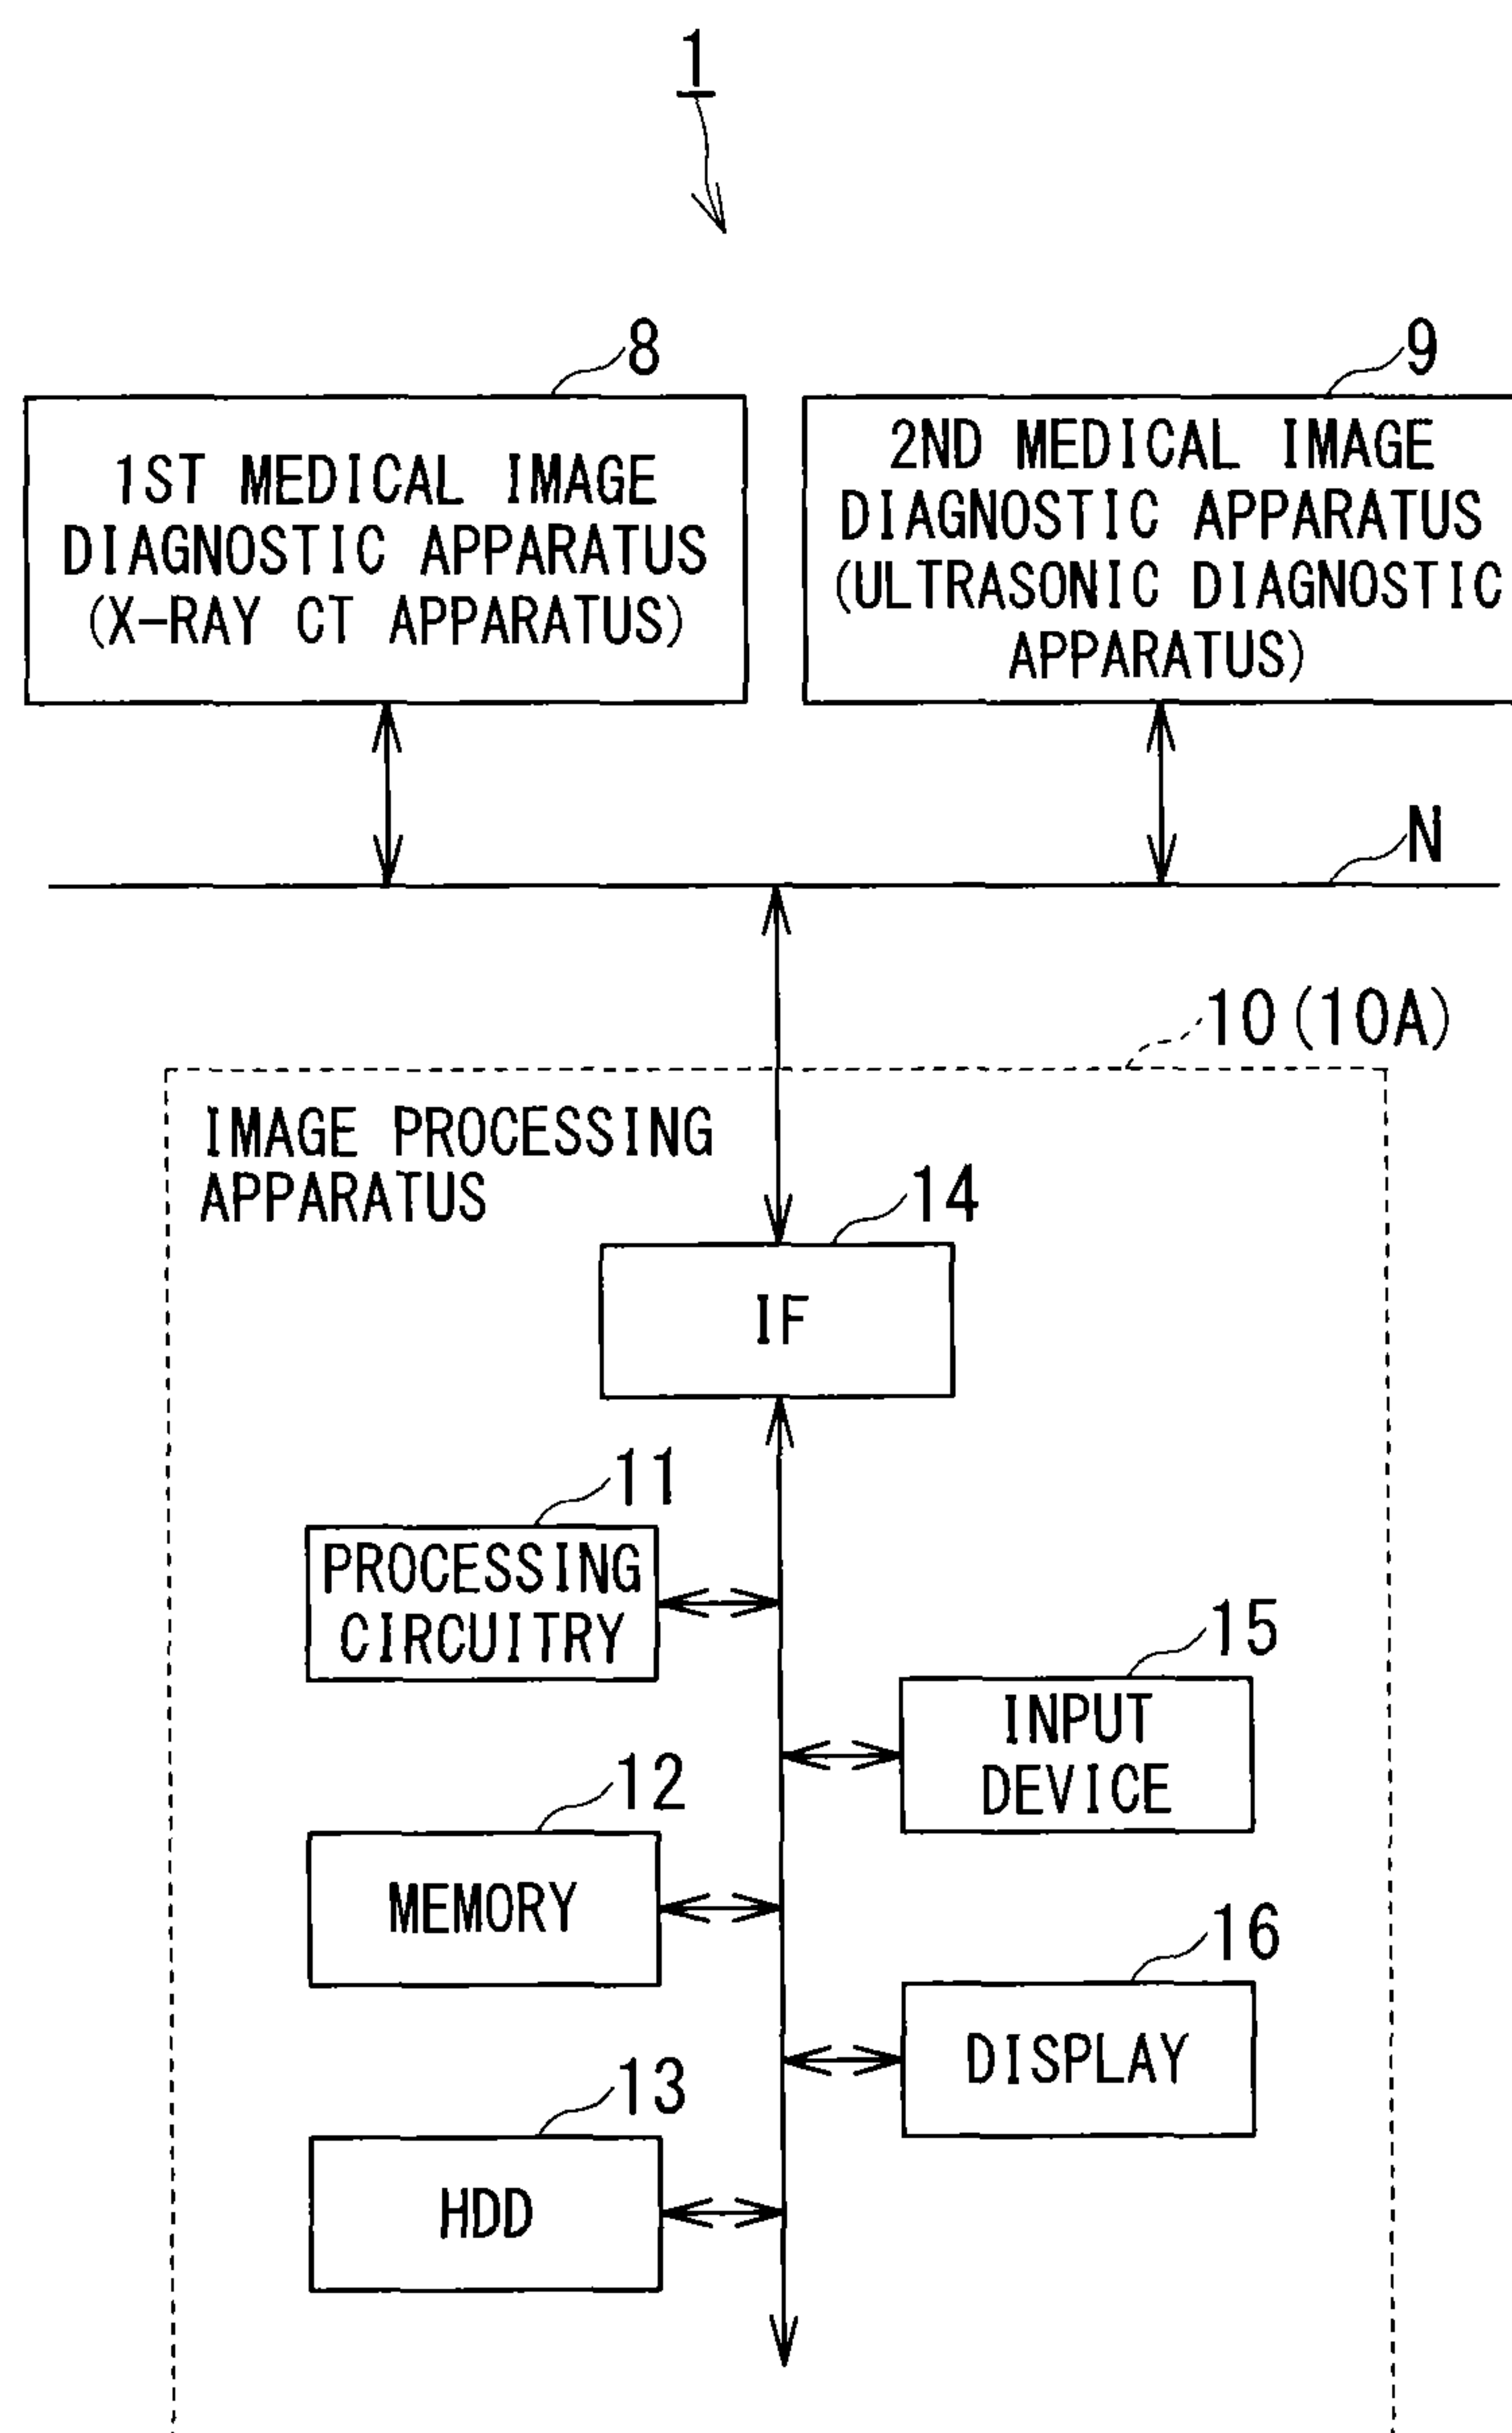 1
8
9
1ST MEDICAL IMAGE
DIAGNOSTIC APPARATUS
(X-RAY CT APPARATUS)
2ND MEDICAL IMAGE
DIAGNOSTIC APPARATUS
(ULTRASONIC DIAGNOSTIC
APPARATUS)
N
10(10A)
IMAGE PROCESSING
APPARATUS
14
IF
11
PROCESSING
CIRCUITRY
15
INPUT
DEVICE
12
MEMORY
16
DISPLAY
13
HDD